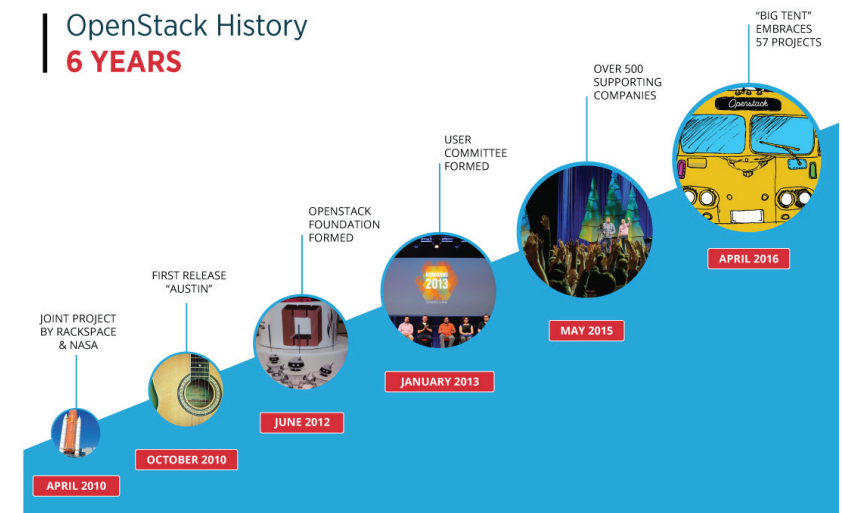 OpenStack History
6 YEARS
JOINT PROJECT
BY RACKSPACE
& NASA
APRIL 2010
FIRST RELEASE
“AUSTIN”
OCTOBER 2010
OPENSTACK
FOUNDATION
FORMED
JUNE 2012
USER
COMMITTEE
FORMED
2013
JANUARY 2013
OVER 500
SUPPORTING
COMPANIES
MAY 2015
“BIG TENT”
EMBRACES
57 PROJECTS
Openstack
APRIL 2016